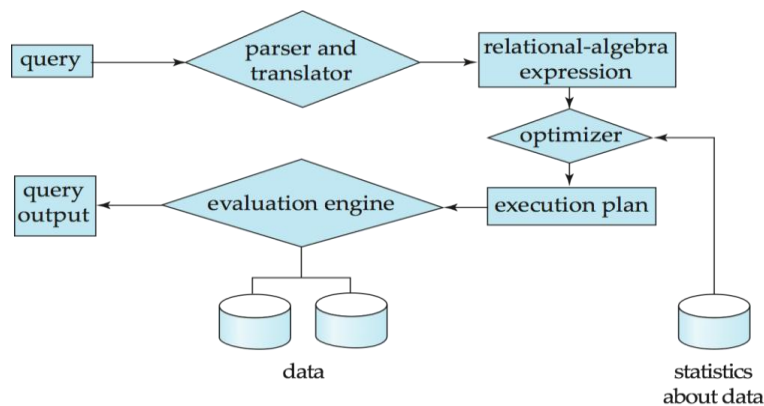 query
parser and
translator
relational-algebra
expression
optimizer
query
output
evaluation engine
execution plan
data
statistics
about data